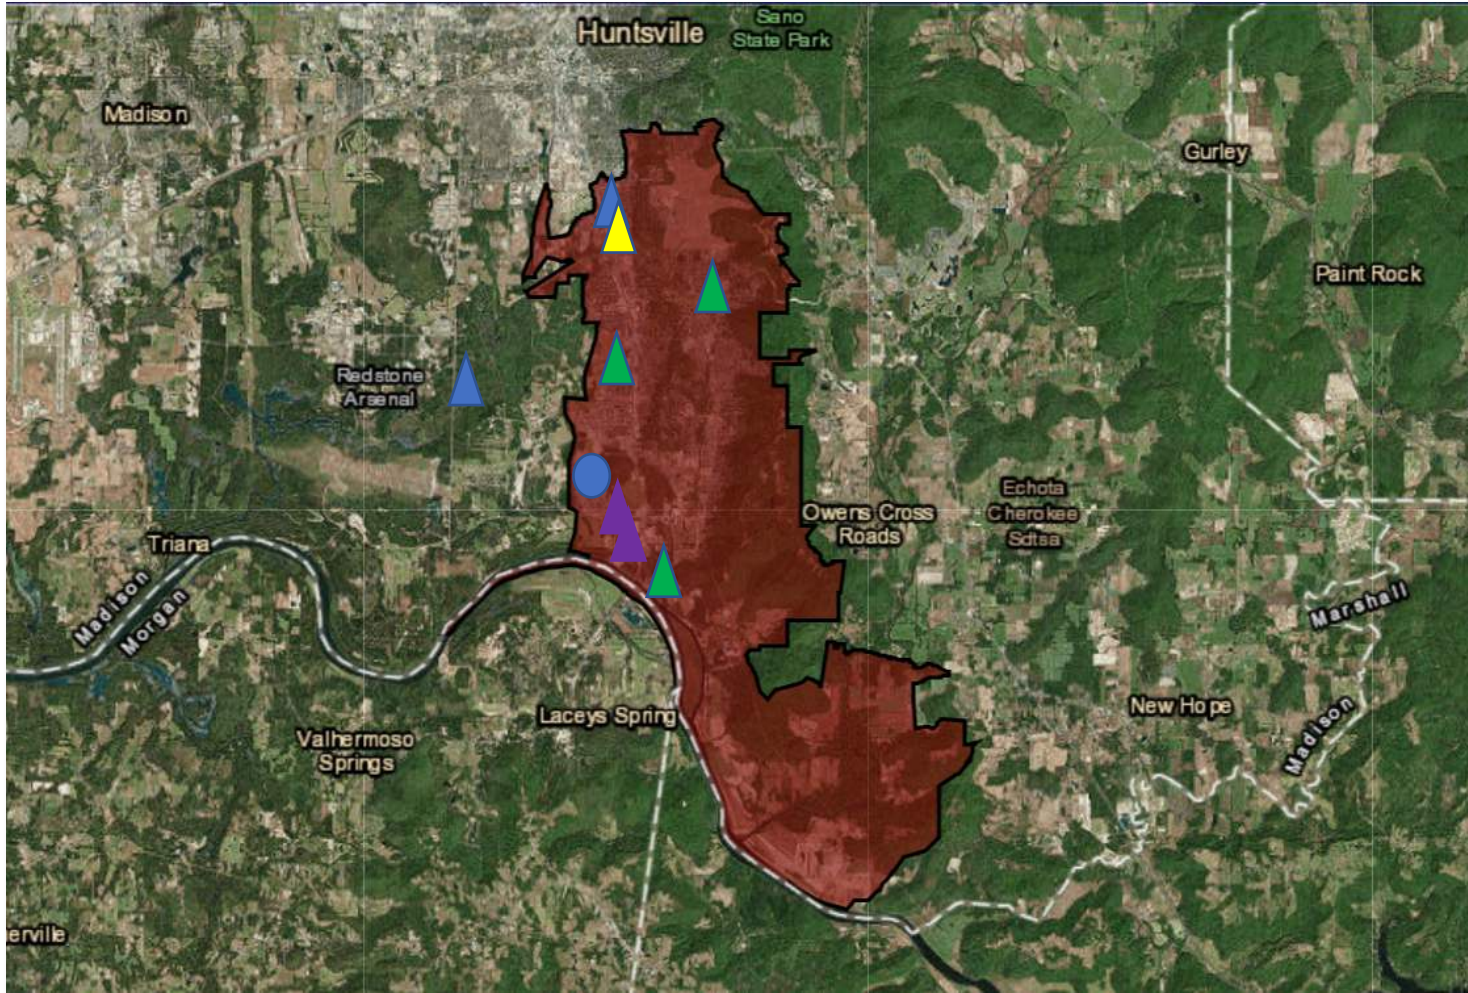 Huntsville
Sano
State Park
Madison
Gurley
Paint Rock
Redstone
Arsenal
Echota
Cherokee
Sdtsa
Owens Cross
Roads
Triana
Madison
Morgan
Marshall
Madison
New Hope
Laceys Spring
Valhermoso
Springs
erville